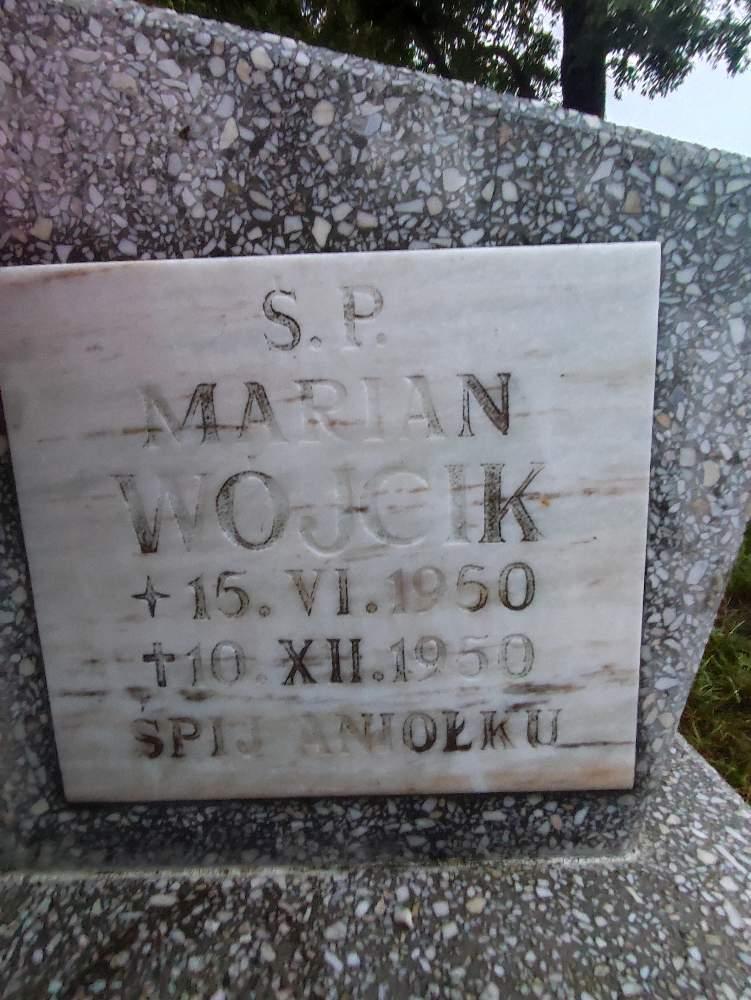 Ś. P.
MARIAN
WÓJCIK
✦ 15. VI. 1950
✝ 10. XII. 1950
ŚPIJ ANIOŁKU